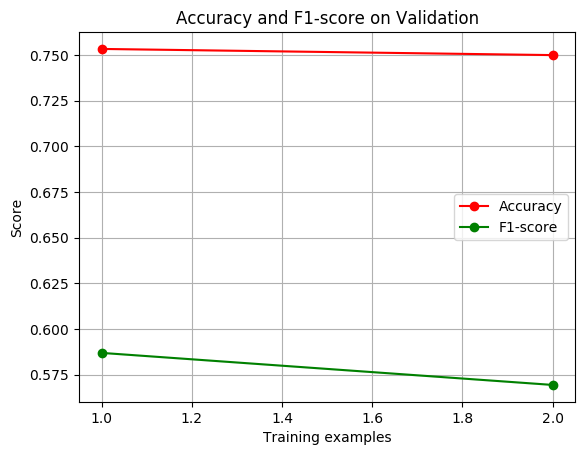 Accuracy and F1-score on Validation
0.750
0.725
0.700
0.675
0.650
0.625
0.600
0.575
Score
Accuracy
F1-score
1.0 1.2 1.4 1.6 1.8 2.0
Training examples